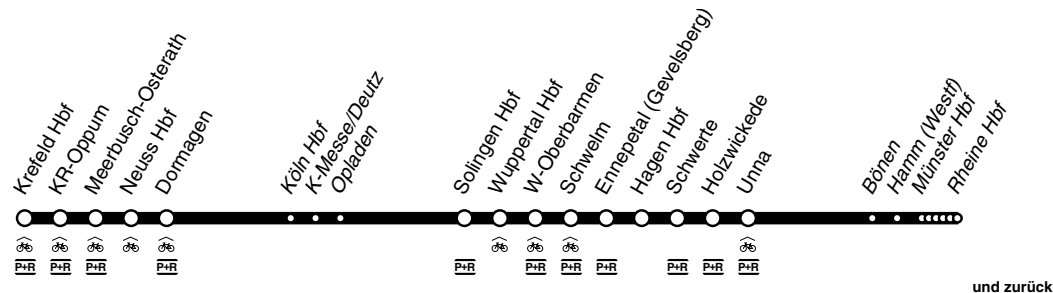 Krefeld Hbf
KR-Oppum
Meerbusch-Osterath
Neuss Hbf
Dormagen
Köln Hbf
K-Messe/Deutz
Opladen
Solingen Hbf
Wuppertal Hbf
W-Oberbarmen
Schwelm
Ennepetal (Gevelsberg)
Hagen Hbf
Schwerte
Holzwickede
Unna
Bönen
Hamm (Westf)
Münster Hbf
Rheine Hbf
P+R P+R P+R P+R P+R P+R P+R P+R P+R P+R P+R
und zurück